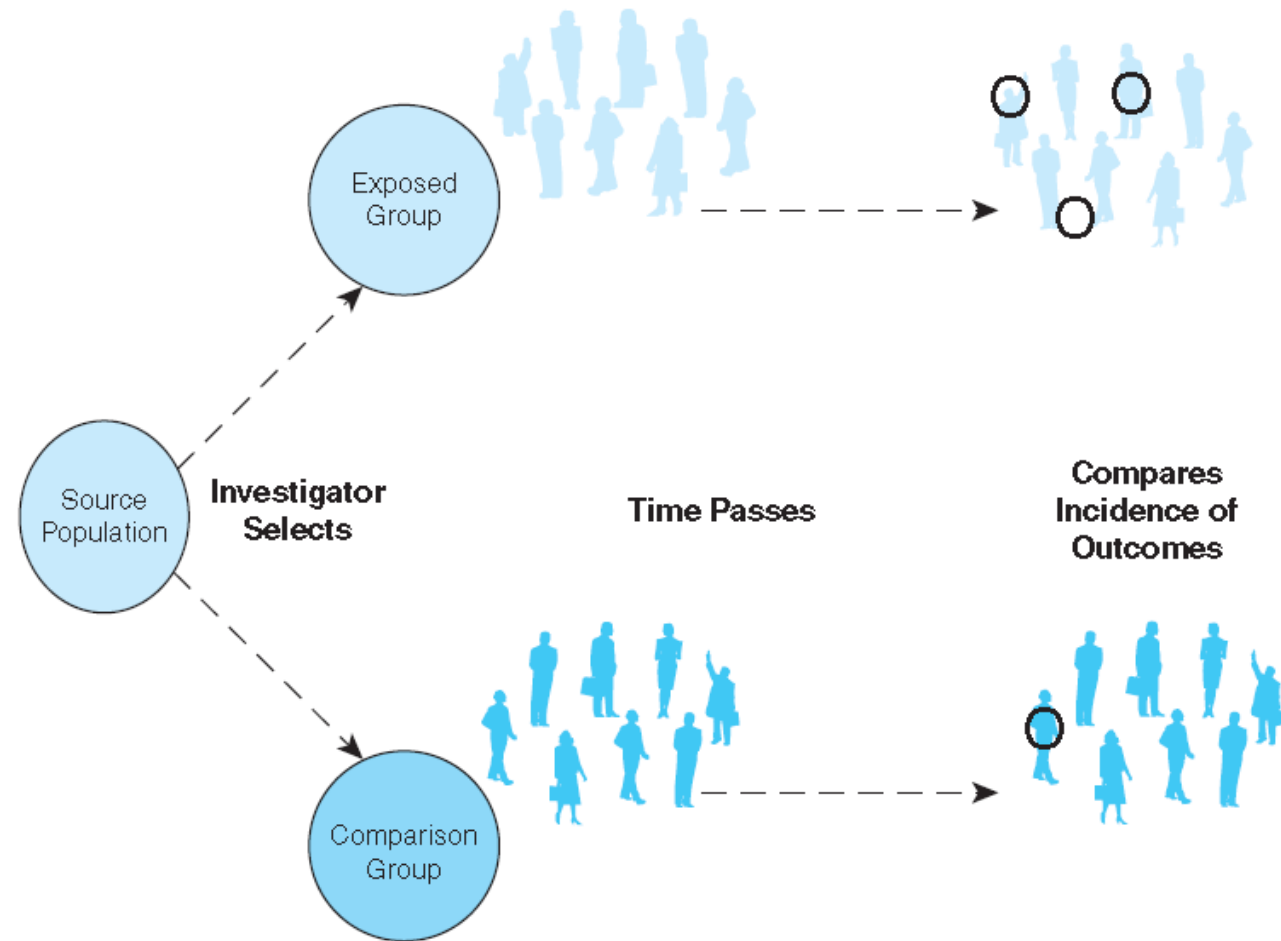 Exposed
Group
Source
Population
Investigator
Selects
Time Passes
Compares
Incidence of
Outcomes
Comparison
Group